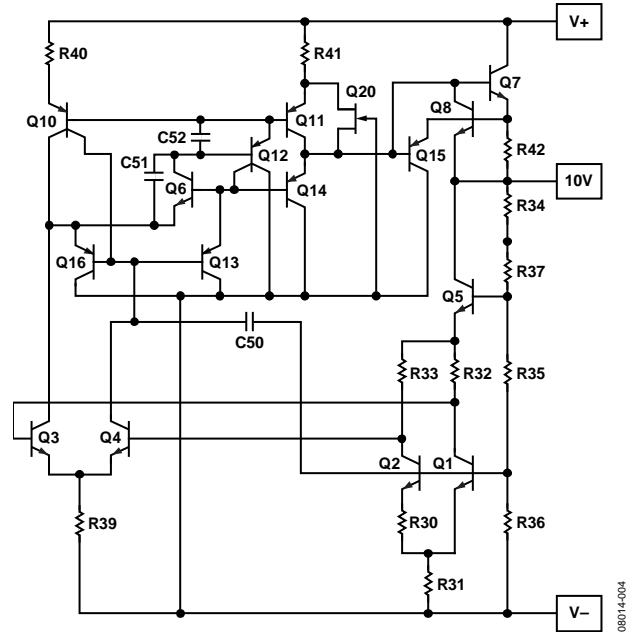 V+
R40
R41
Q20
Q7
Q10
Q11
Q8
C52
Q12
Q15
R42
C51
Q6
Q14
10V
R34
Q16
Q13
R37
Q5
C50
R33
R32
R35
Q3
Q4
Q2
Q1
R39
R30
R36
R31
V–
08014-004